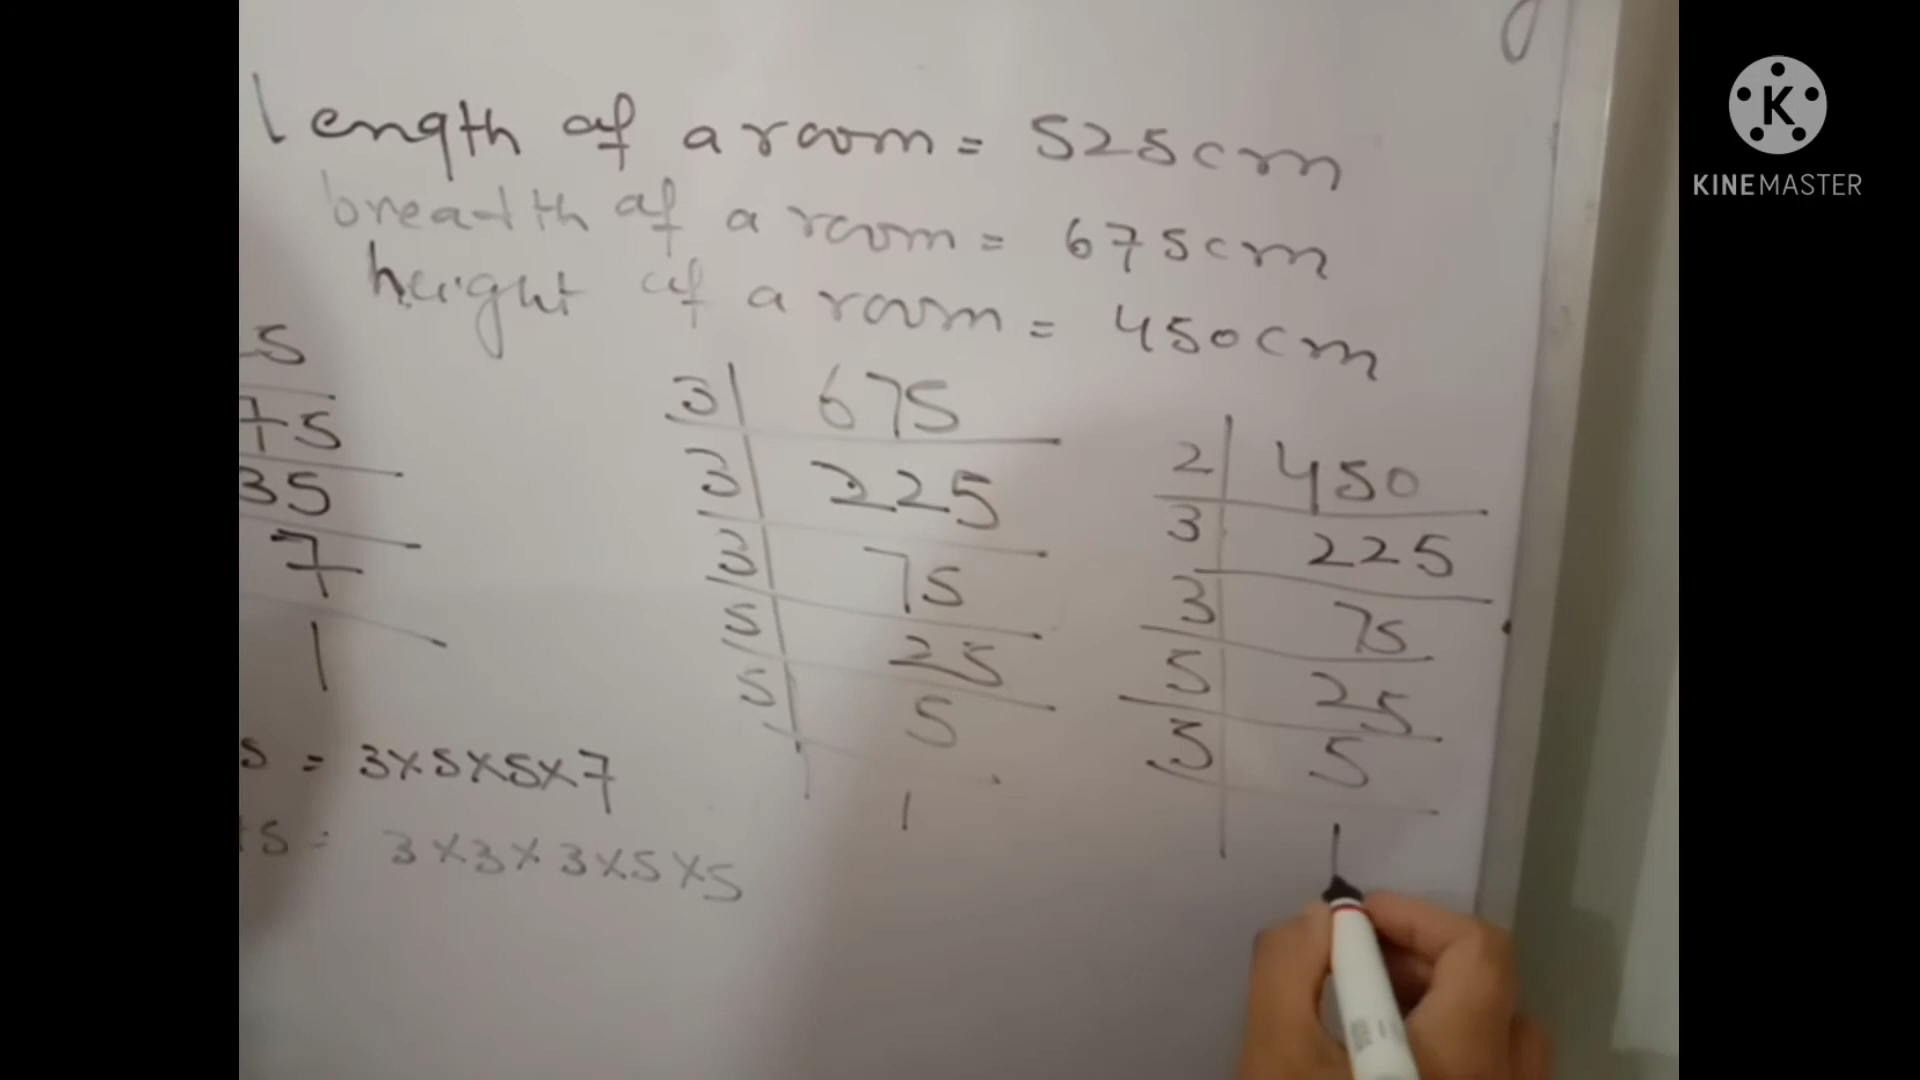 length of a room = 525cm
breadth of a room = 675cm
height of a room = 450cm
5
75
35
7
1
3 675
3 225
3 75
5 25
5 5
1
2 450
3 225
3 75
5 25
5 5
1
5 = 3×5×5×7
5 = 3×3×3×5×5
K
KINEMASTER